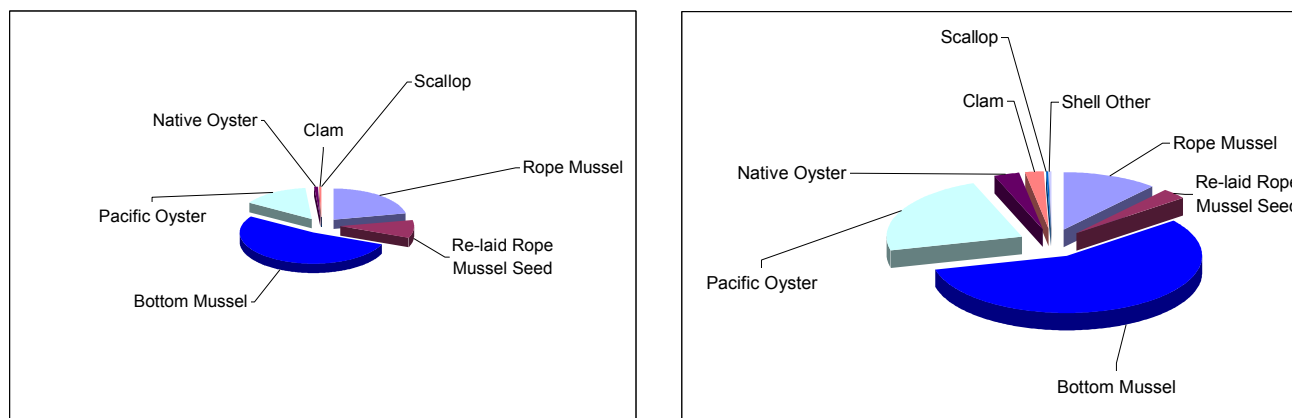 Scallop
Native Oyster
Clam
Rope Mussel
Pacific Oyster
Re-laid Rope
Mussel Seed
Bottom Mussel
Scallop
Clam
Shell Other
Rope Mussel
Native Oyster
Re-laid Rope
Mussel Seed
Pacific Oyster
Bottom Mussel